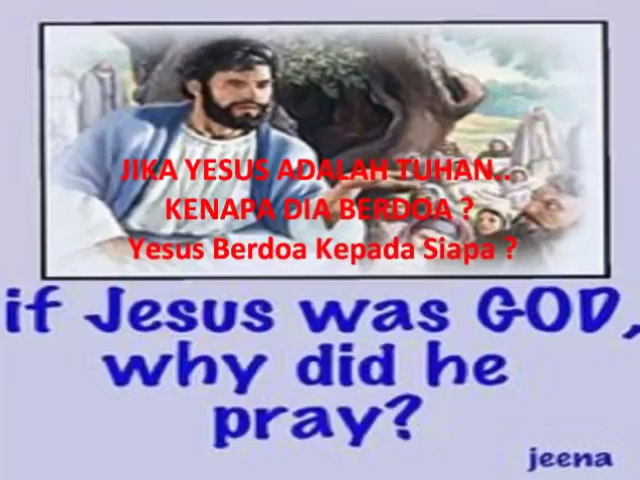 JIKA YESUS ADALAH TUHAN..
KENAPA DIA BERDOA ?
Yesus Berdoa Kepada Siapa ?
if Jesus was GOD,
why did he
pray?
jeena